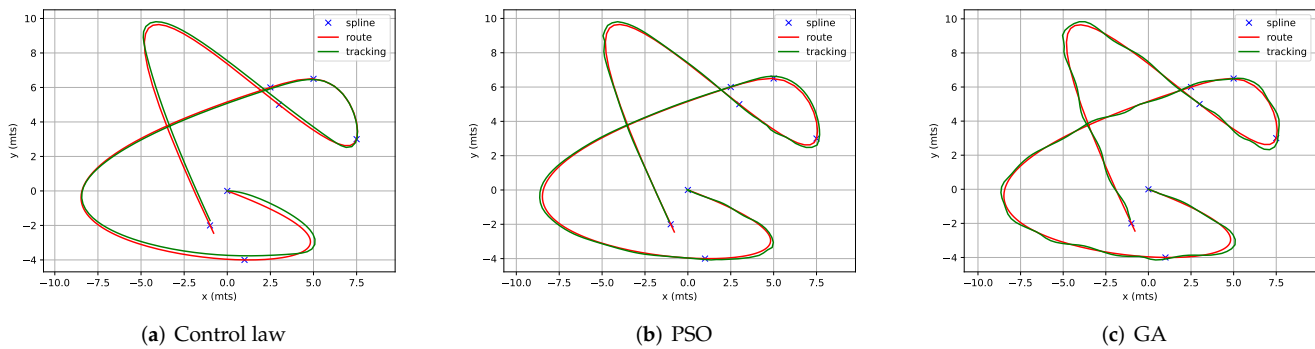 10
8
6
4
2
0
−2
−4
y (mts)
−10.0 −7.5 −5.0 −2.5 0.0 2.5 5.0 7.5
x (mts)
spline
route
tracking
(a) Control law
10
8
6
4
2
0
−2
−4
y (mts)
−10.0 −7.5 −5.0 −2.5 0.0 2.5 5.0 7.5
x (mts)
spline
route
tracking
(b) PSO
10
8
6
4
2
0
−2
−4
y (mts)
−10.0 −7.5 −5.0 −2.5 0.0 2.5 5.0 7.5
x (mts)
spline
route
tracking
(c) GA